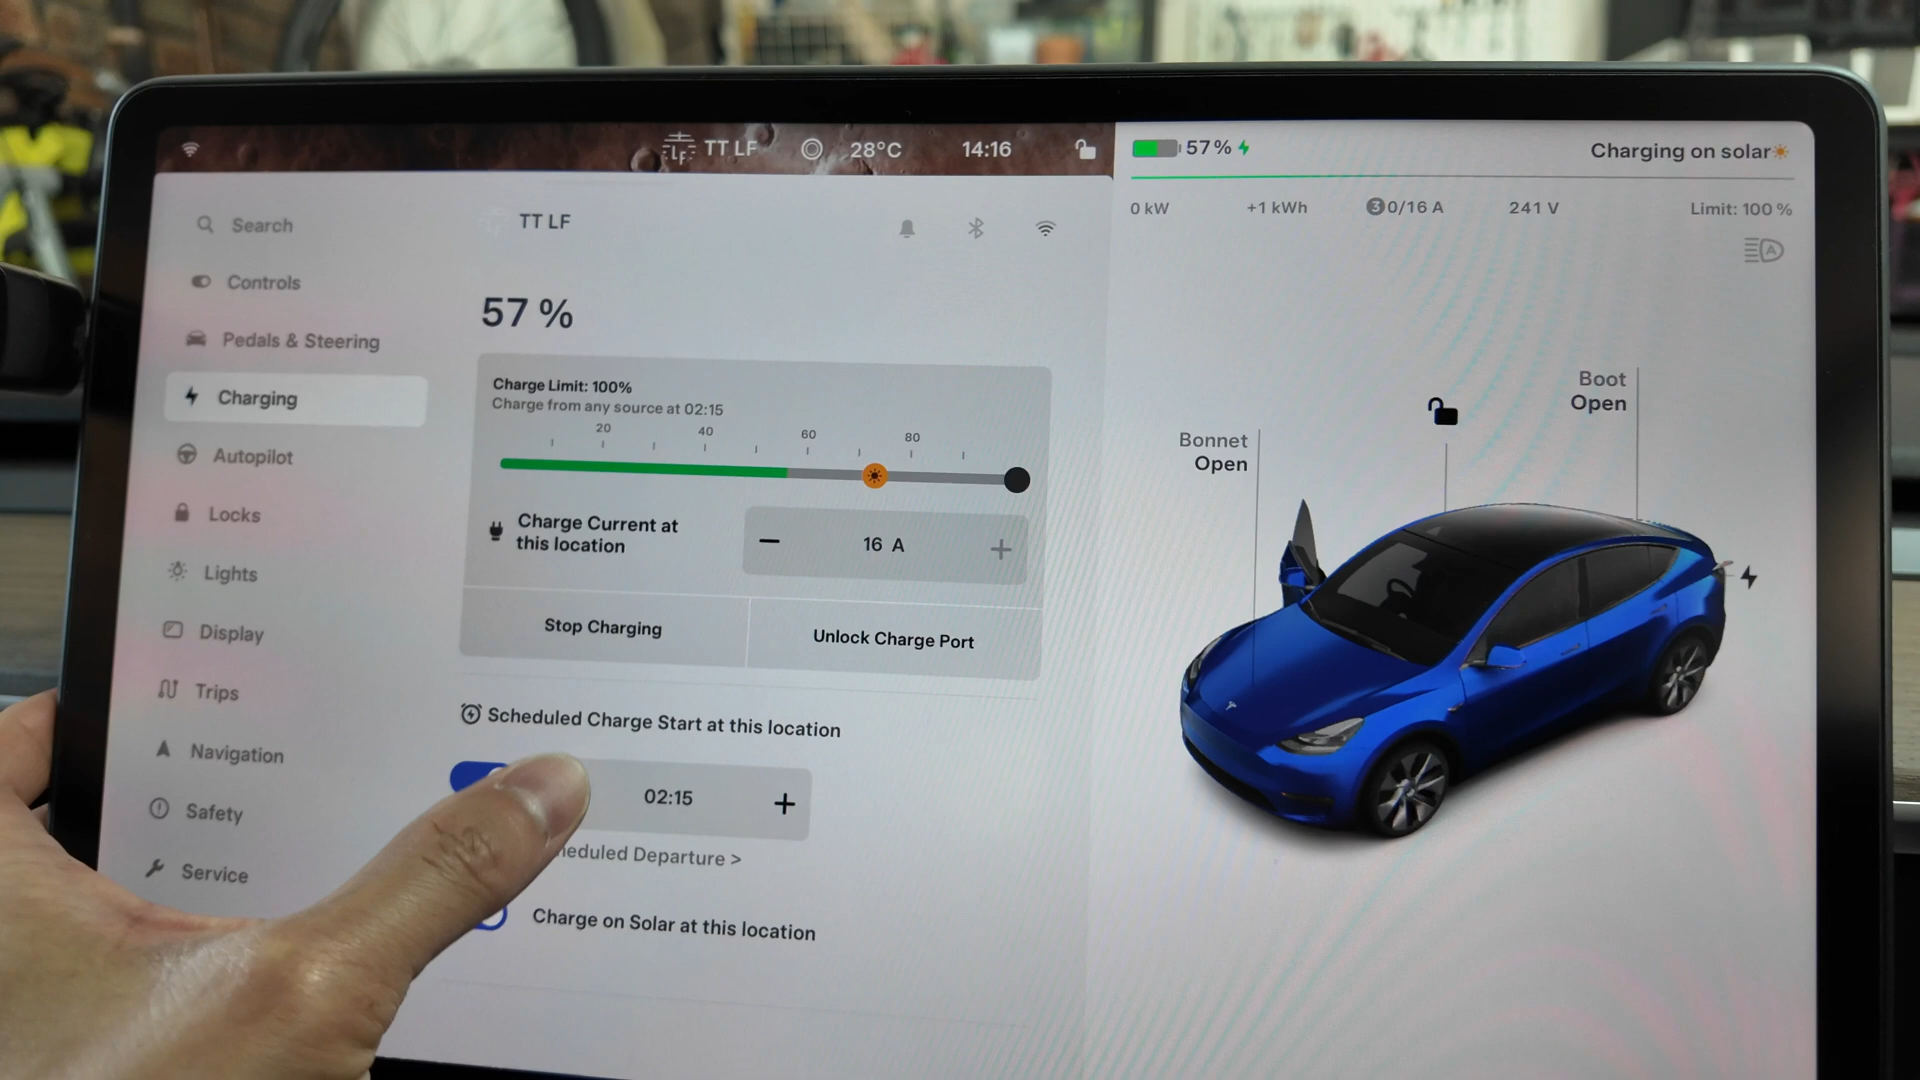 LF TT LF 28°C 14:16
Search
Controls
Pedals & Steering
Charging
Autopilot
Locks
Lights
Display
Trips
Navigation
Safety
Service
TT LF
57 %
Charge Limit: 100%
Charge from any source at 02:15
20 40 60 80
Charge Current at
this location
− 16 A +
Stop Charging
Unlock Charge Port
Scheduled Charge Start at this location
02:15 +
Departure >
Charge on Solar at this location
57 %
Charging on solar
0 kW +1 kWh 3 0/16 A 241 V Limit: 100 %
A
Boot
Open
Bonnet
Open